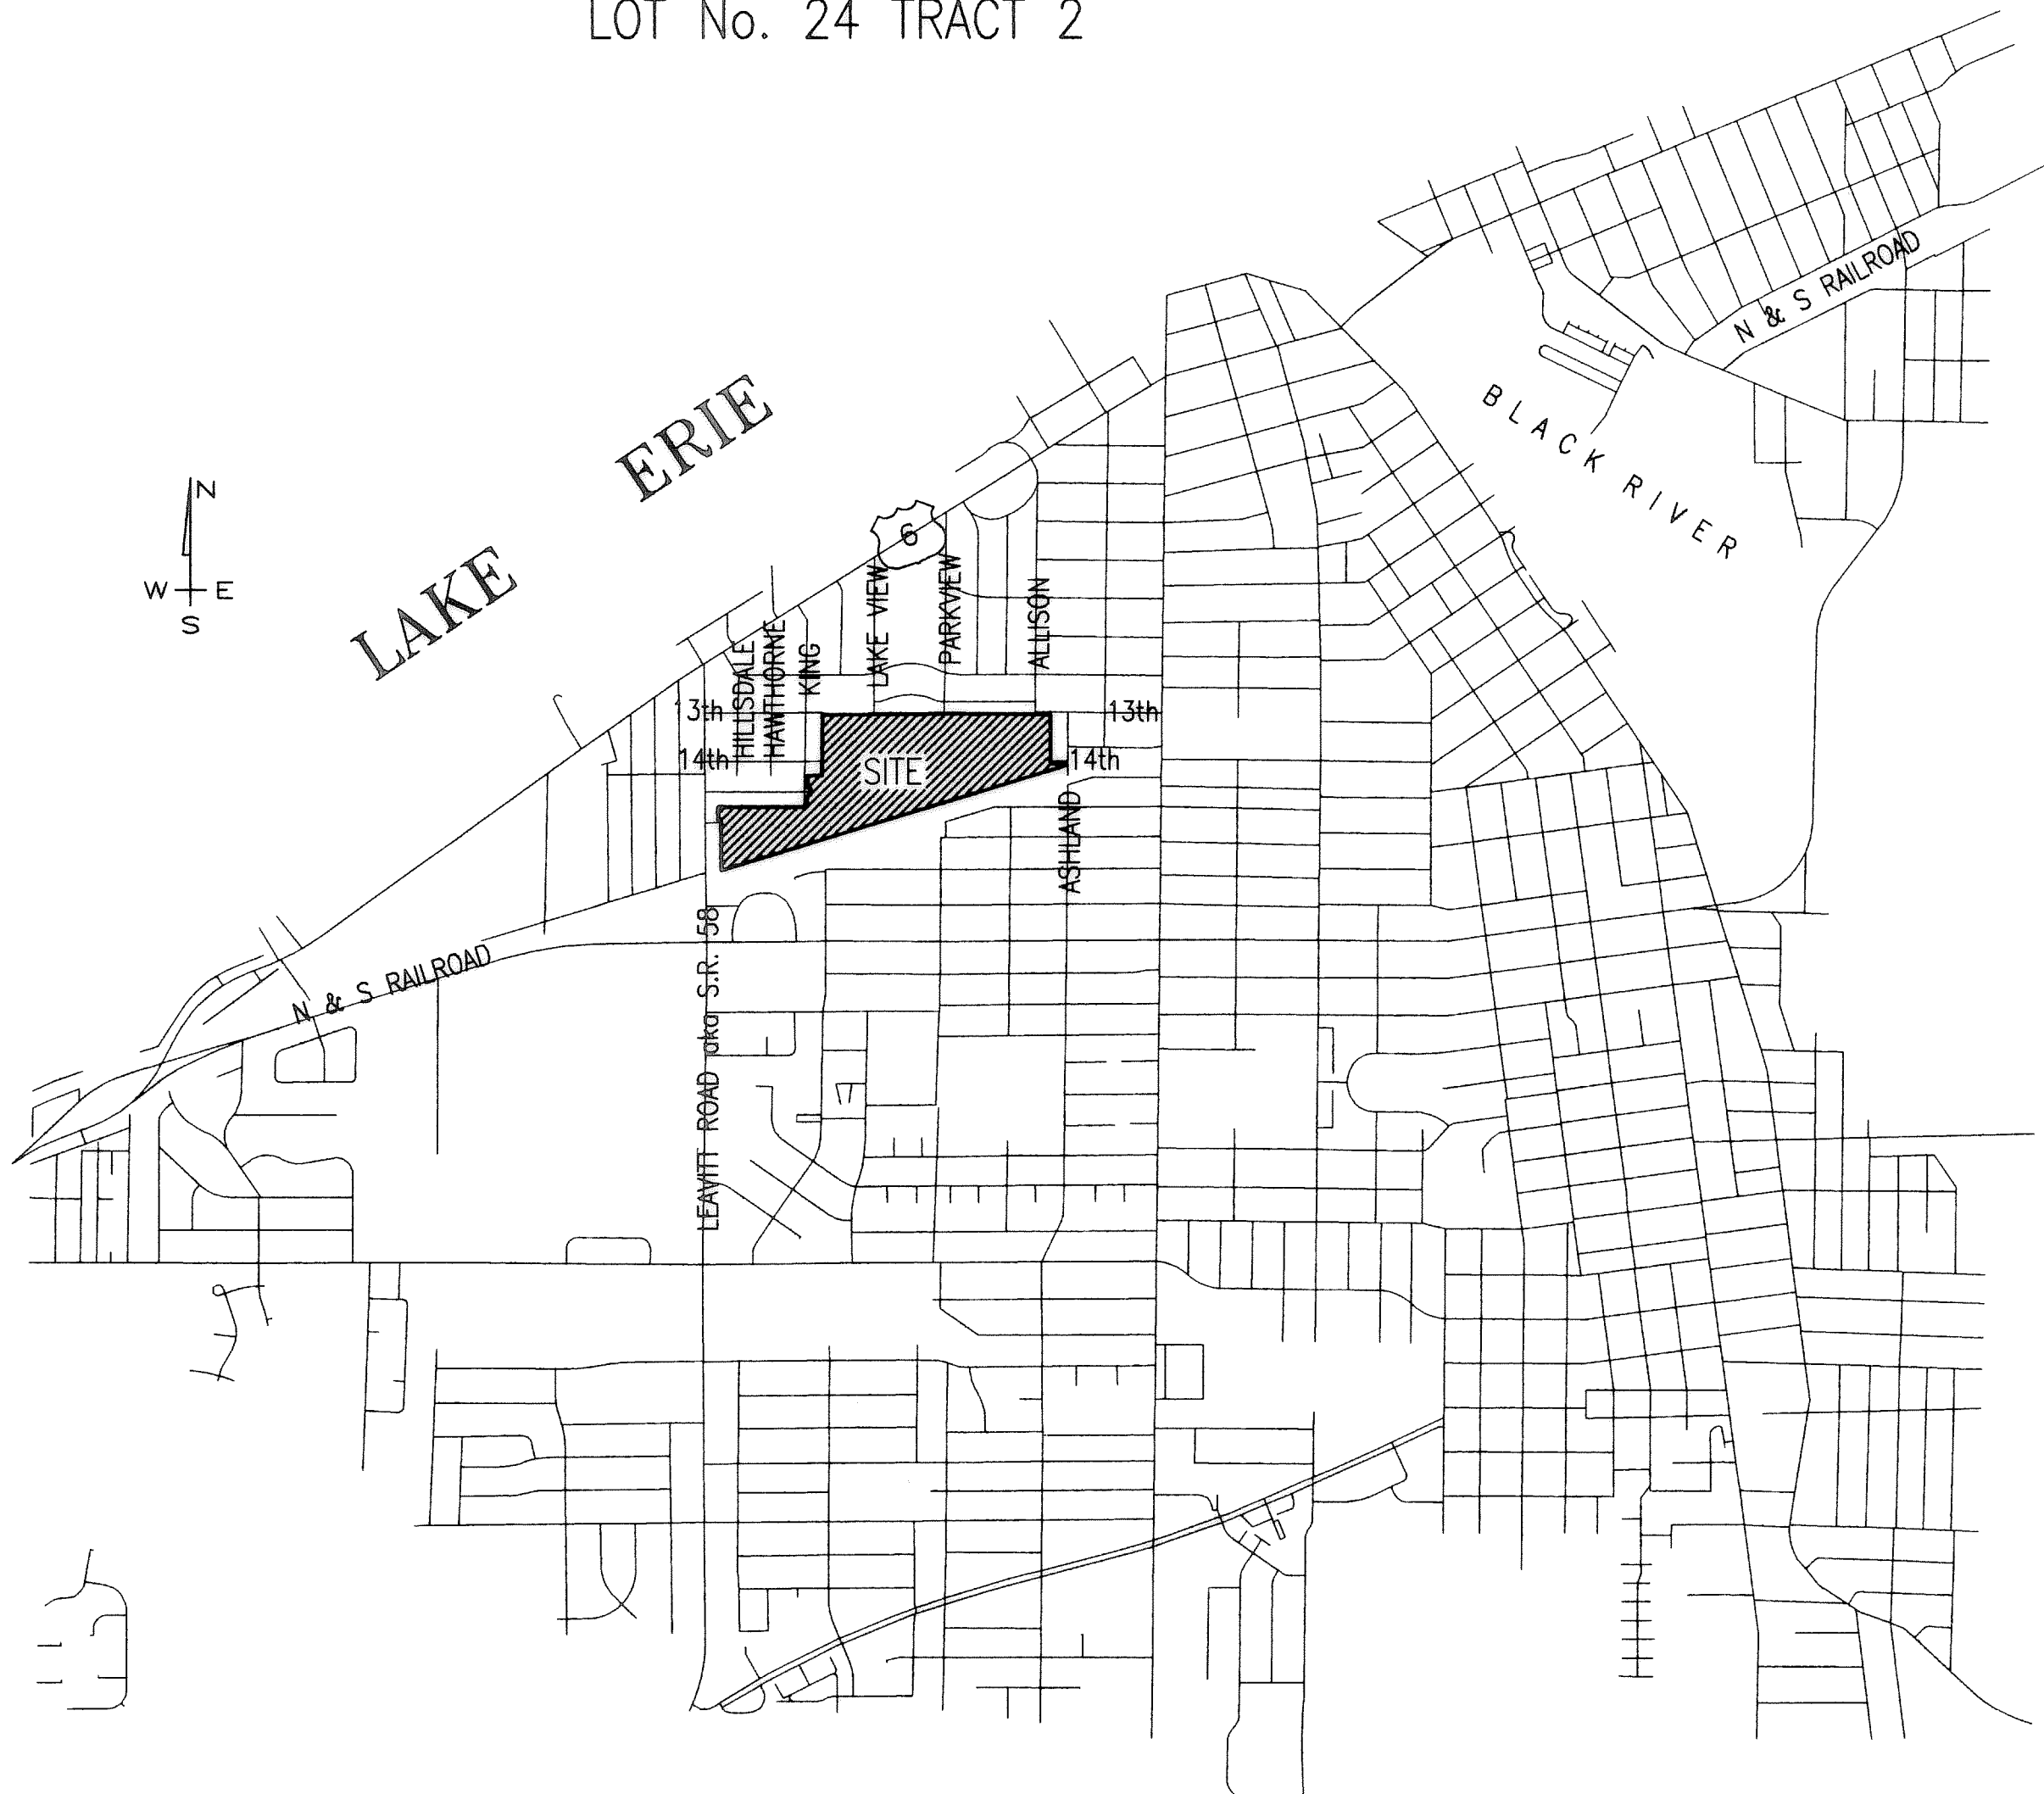 LOT No. 24 TRACT 2
N & S RAILROAD
BLACK RIVER
LAKE ERIE
N
W E
S
6
LAKE VIEW
PARKVIEW
ALLISON
HILLSDALE
HAWTHORNE
KING
13th
13th
14th
14th
SITE
ASHLAND
LEAVITT ROAD aka S.R. 58
N & S RAILROAD